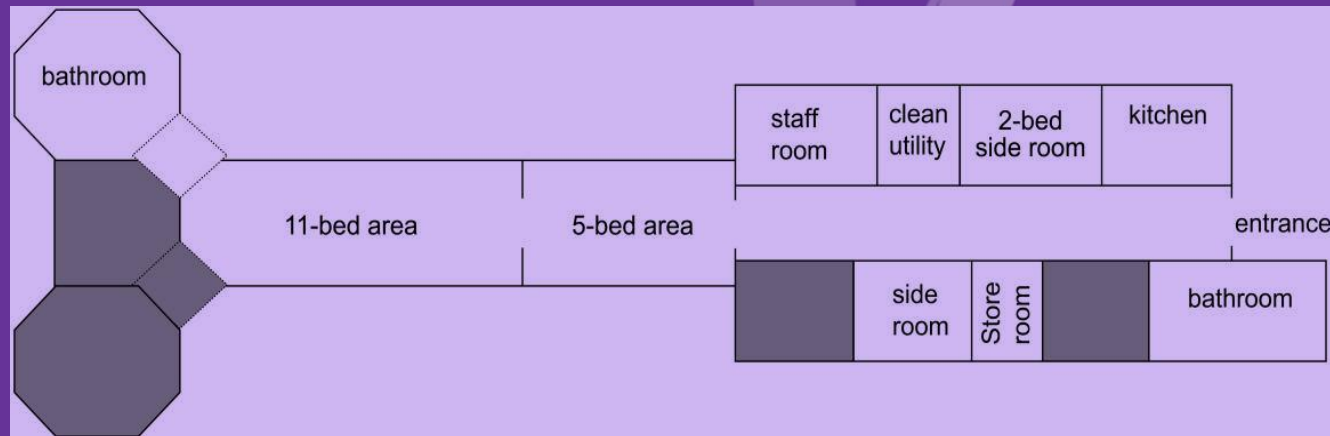 bathroom
staff
room
clean
utility
2-bed
side room
kitchen
11-bed area
5-bed area
entrance
side
room
Store
room
bathroom